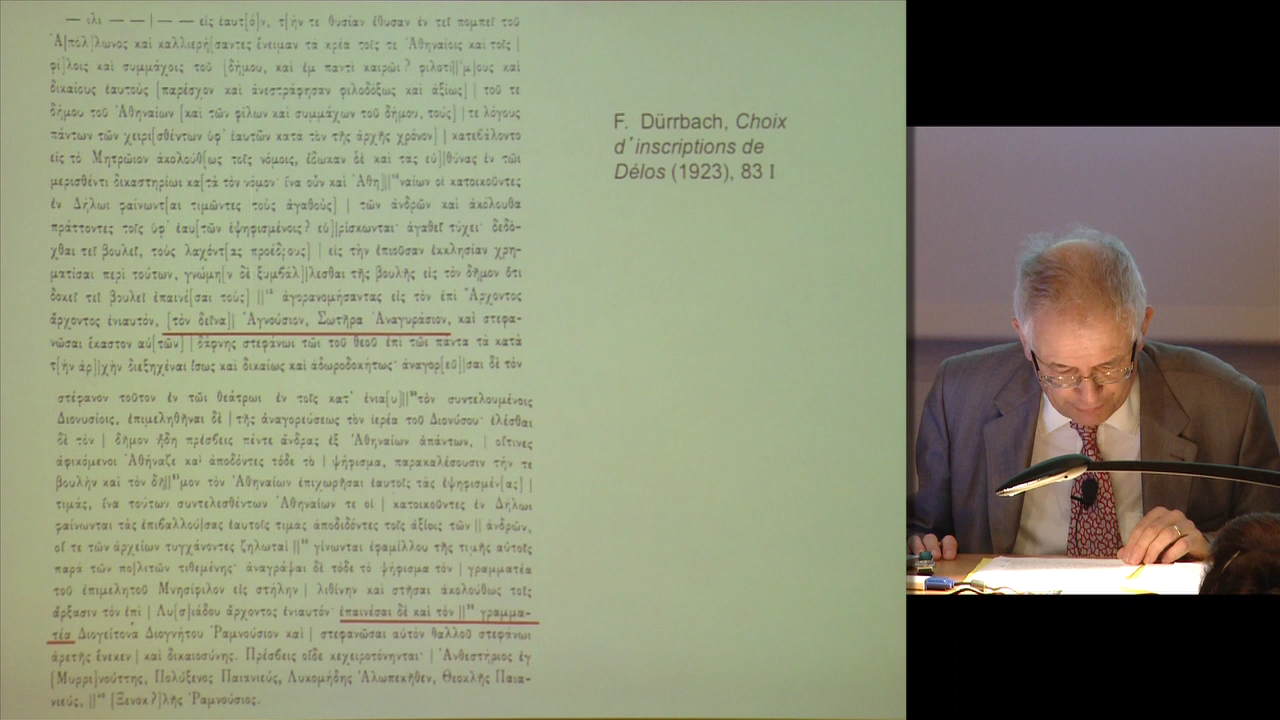 — ιλι — — | — — εἰς ἑαυτ[ό]ν, τ[ήν τε θυσίαν ἔθυσαν ἐν τεῖ πομπεῖ τοῦ
Ἀ[πόλ]λωνος καὶ καλλιερή[σαντες ἔνειμαν τὰ κρέα τοῖς τε Ἀθηναίοις καὶ τοῖς |
φί]λοις καὶ συμμάχοις τοῦ [δήμου, καὶ ἐμ παντὶ καιρῶι? φιλοτί||μ]ους καὶ
δικαίους ἑαυτοὺς [παρέσχον καὶ ἀνεστράφησαν φιλοδόξως καὶ ἀξίως] | τοῦ τε
δήμου τοῦ Ἀθηναίων [καὶ τῶν φίλων καὶ συμμάχων τοῦ δήμου, τούς] | τε λόγους
πάντων τῶν χειρι[σθέντων ὑφ' ἑαυτῶν κατὰ τὸν τῆς ἀρχῆς χρόνον] | κατεβάλοντο
εἰς τὸ Μητρῶιον ἀκολούθ[ως τοῖς νόμοις, ἔδωκαν δὲ καὶ τὰς εὐ]|θύνας ἐν τῶι
μερισθέντι δικαστηρίωι κα[τὰ τὸν νόμον· ἵνα οὖν καὶ Ἀθη]||ναίων οἱ κατοικοῦντες
ἐν Δήλωι φαίνωντ[αι τιμῶντες τοὺς ἀγαθοὺς] | τῶν ἀνδρῶν καὶ ἀκόλουθα
πράττοντες τοῖς ὑφ' ἑαυ[τῶν ἐψηφισμένοις? εὑ]|ρίσκωνται· ἀγαθεῖ τύχει· δεδό-
χθαι τεῖ βουλεῖ, τοὺς λαχόντ[ας προέδρους] | εἰς τὴν ἐπιοῦσαν ἐκκλησίαν χρη-
ματίσαι περὶ τούτων, γνώμη[ν δὲ ξυμβάλ]|λεσθαι τῆς βουλῆς εἰς τὸν δῆμον ὅτι
δοκεῖ τεῖ βουλεῖ ἐπαινέ[σαι τοὺς] ||¹⁵ ἀγορανομήσαντας εἰς τὸν ἐπὶ Ἄρχοντος
ἄρχοντος ἐνιαυτόν, [τὸν δεῖνα]| Ἁγνούσιον, Σωτῆρα Ἀναγυράσιον, καὶ στεφα-
νῶσαι ἕκαστον αὐ[τῶν] | δάφνης στεφάνωι τῶι τοῦ θεοῦ ἐπὶ τῶι πάντα τὰ κατὰ
τ[ὴν ἀρ]|χὴν διεξηχέναι ἴσως καὶ δικαίως καὶ ἀδωροδοκήτως· ἀναγορ[εῦ]|σαι δὲ τὸν
στέφανον τοῦτον ἐν τῶι θεάτρωι ἐν τοῖς κατ' ἐνια[υ]||²⁰τὸν συντελουμένοις
Διονυσίοις, ἐπιμεληθῆναι δὲ | τῆς ἀναγορεύσεως τὸν ἱερέα τοῦ Διονύσου· ἑλέσθαι
δὲ τὸν | δῆμον ἤδη πρέσβεις πέντε ἄνδρας ἐξ Ἀθηναίων ἁπάντων, | οἵτινες
ἀφικόμενοι Ἀθήναζε καὶ ἀποδόντες τόδε τὸ | ψήφισμα, παρακαλέσουσιν τήν τε
βουλὴν καὶ τὸν δῆ||²⁵μον τὸν Ἀθηναίων ἐπιχωρῆσαι ἑαυτοῖς τὰς ἐψηφισμέν[ας] |
τιμάς, ἵνα τούτων συντελεσθέντων Ἀθηναίων τε οἱ | κατοικοῦντες ἐν Δήλωι
φαίνωνται τὰς ἐπιβαλλού|σας ἑαυτοῖς τιμὰς ἀποδιδόντες τοῖς ἀξίοις τῶν || ἀνδρῶν,
οἵ τε τῶν ἀρχείων τυγχάνοντες ζηλωταὶ ||³⁰ γίνωνται ἐφαμίλλου τῆς τιμῆς αὐτοῖς
παρὰ τῶν πο|λιτῶν τιθεμένης· ἀναγράψαι δὲ τόδε τὸ ψήφισμα τὸν | γραμματέα
τοῦ ἐπιμελητοῦ Μνησίφιλον εἰς στήλην | λιθίνην καὶ στῆσαι ἀκολούθως τοῖς
ἄρξασιν τὸν ἐπὶ | Λυ[σ]ιάδου ἄρχοντος ἐνιαυτόν· ἐπαινέσαι δὲ καὶ τὸν ||³⁵ γραμμα-
τέα Διογείτονα Διογνήτου Ῥαμνούσιον καὶ | στεφανῶσαι αὐτὸν θαλλοῦ στεφάνωι
ἀρετῆς ἕνεκεν | καὶ δικαιοσύνης. Πρέσβεις οἵδε κεχειροτόνηνται· | Ἀνθεστήριος ἐγ
[Μυρρι]νούττης, Πολύξενος Παιανιεύς, Λυκομήδης Ἀλωπεκῆθεν, Θεοκλῆς Παια-
νιεύς, ||⁴⁰ [Ξενοκ?]λῆς Ῥαμνούσιος.
F. Dürrbach, Choix
d'inscriptions de
Délos (1923), 83 I